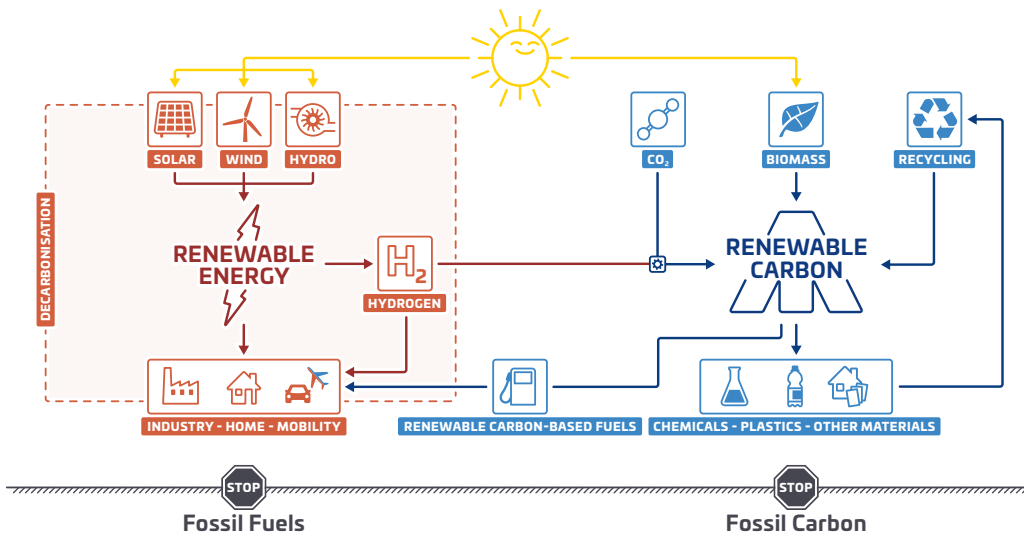 SOLAR
WIND
HYDRO
CO₂
BIOMASS
RECYCLING
DECARBONISATION
RENEWABLE
ENERGY
H₂
HYDROGEN
RENEWABLE
CARBON
INDUSTRY - HOME - MOBILITY
RENEWABLE CARBON-BASED FUELS
CHEMICALS - PLASTICS - OTHER MATERIALS
STOP
STOP
Fossil Fuels
Fossil Carbon